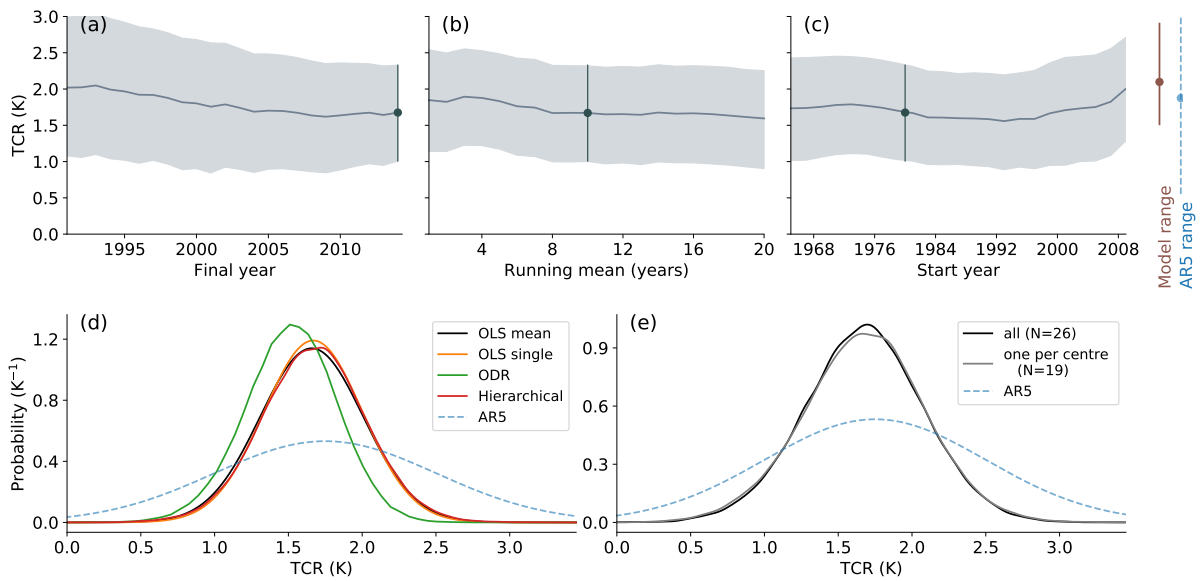 (a)
(b)
(c)
TCR (K)
3.0
2.5
2.0
1.5
1.0
0.5
0.0
1995 2000 2005 2010
Final year
4 8 12 16 20
Running mean (years)
1968 1976 1984 1992 2000 2009
Start year
Model range
AR5 range
(d)
Probability (K⁻¹)
1.2
0.8
0.4
0.0
0.0 0.5 1.0 1.5 2.0 2.5 3.0
TCR (K)
OLS mean
OLS single
ODR
Hierarchical
AR5
(e)
0.9
0.6
0.3
0.0
0.0 0.5 1.0 1.5 2.0 2.5 3.0
TCR (K)
all (N=26)
one per centre
(N=19)
AR5